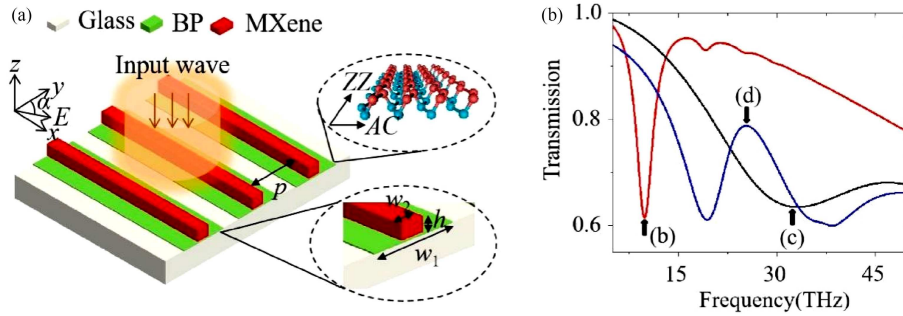 (a)
Glass BP MXene
Input wave
z
y
α
E
x
ZZ
AC
p
w2
h
w1
(b)
1.0
0.8
0.6
Transmission
(d)
(b)
(c)
15 30 45
Frequency(THz)